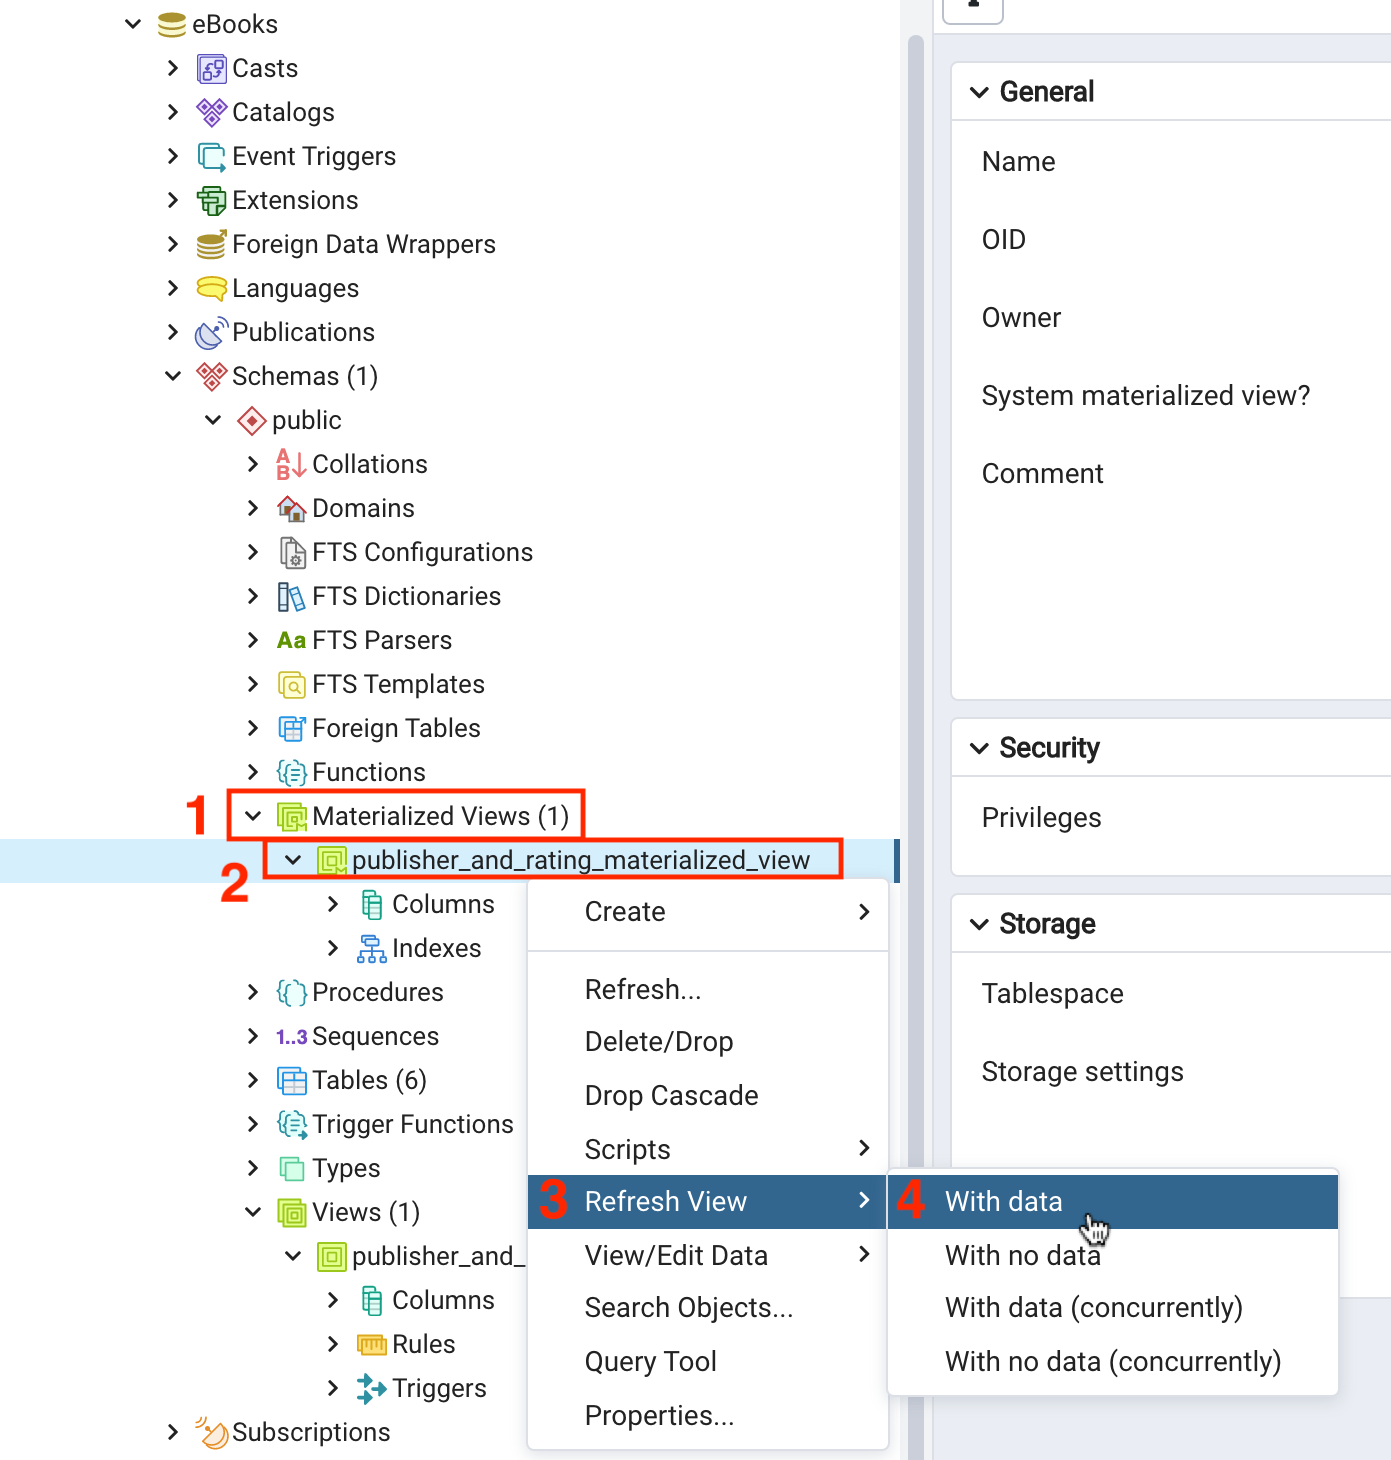 eBooks
Casts
Catalogs
Event Triggers
Extensions
Foreign Data Wrappers
Languages
Publications
Schemas (1)
public
Collations
Domains
FTS Configurations
FTS Dictionaries
Aa FTS Parsers
FTS Templates
Foreign Tables
Functions
1 Materialized Views (1)
2 publisher_and_rating_materialized_view
Columns
Indexes
Procedures
1..3 Sequences
Tables (6)
Trigger Functions
Types
Views (1)
publisher_and_
Columns
Rules
Triggers
Subscriptions
Create
Refresh...
Delete/Drop
Drop Cascade
Scripts
3 Refresh View
View/Edit Data
Search Objects...
Query Tool
Properties...
4 With data
With no data
With data (concurrently)
With no data (concurrently)
General
Name
OID
Owner
System materialized view?
Comment
Security
Privileges
Storage
Tablespace
Storage settings